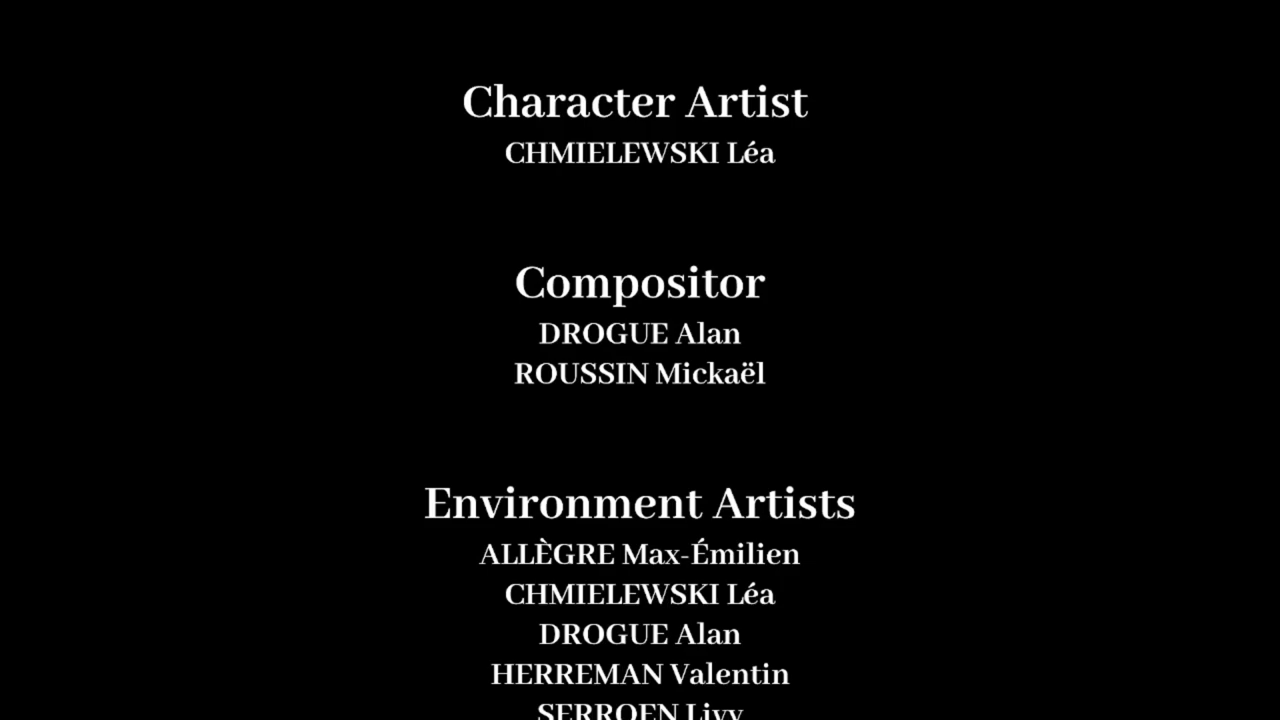 Character Artist
CHMIELEWSKI Léa
Compositor
DROGUE Alan
ROUSSIN Mickaël
Environment Artists
ALLÈGRE Max-Émilien
CHMIELEWSKI Léa
DROGUE Alan
HERREMAN Valentin
SERROEN